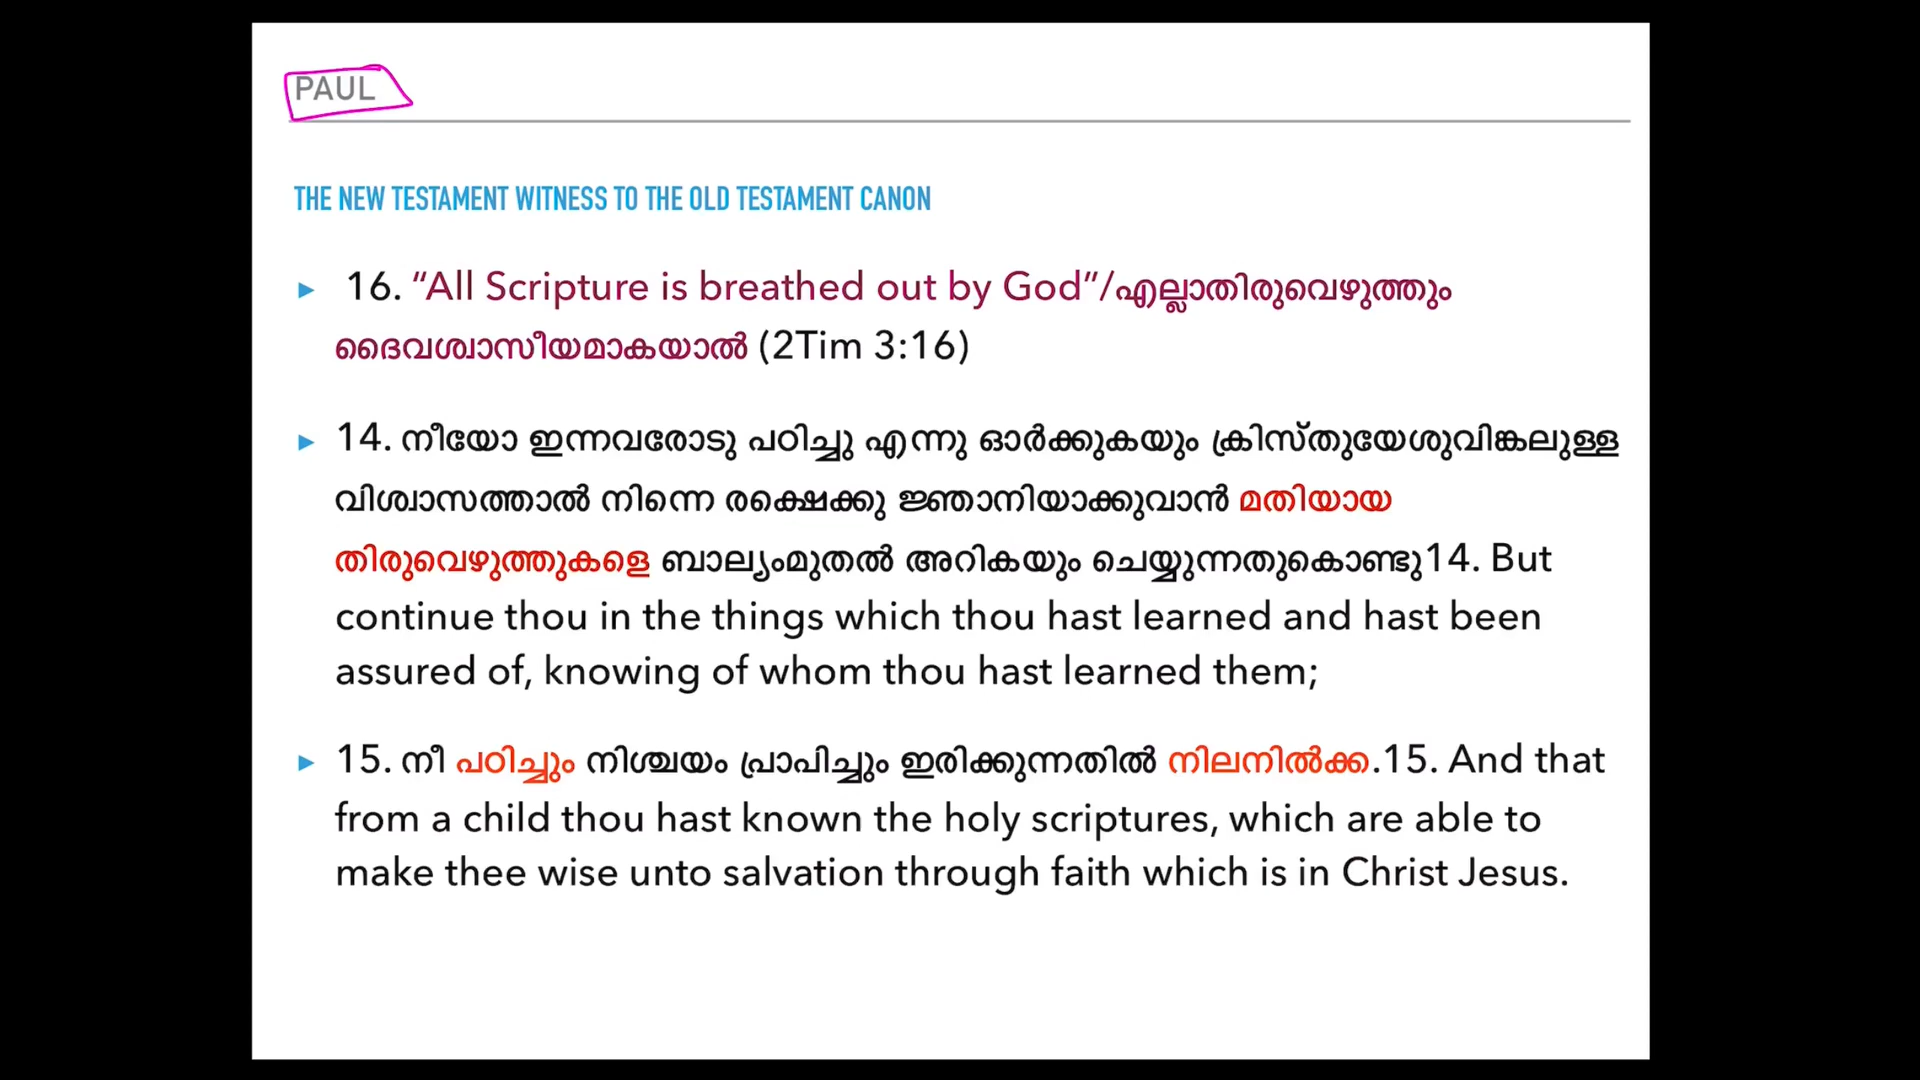 PAUL
THE NEW TESTAMENT WITNESS TO THE OLD TESTAMENT CANON
▸ 16. “All Scripture is breathed out by God”/എല്ലാതിരുവെഴുത്തും
ദൈവശ്വാസീയമാകയാൽ (2Tim 3:16)
▸ 14. നീയോ ഇന്നവരോടു പഠിച്ചു എന്നു ഓർക്കുകയും ക്രിസ്തുയേശുവിങ്കലുള്ള
വിശ്വാസത്താൽ നിന്നെ രക്ഷെക്കു ജ്ഞാനിയാക്കുവാൻ മതിയായ
തിരുവെഴുത്തുകളെ ബാല്യംമുതൽ അറികയും ചെയ്യുന്നതുകൊണ്ടു14. But
continue thou in the things which thou hast learned and hast been
assured of, knowing of whom thou hast learned them;
▸ 15. നീ പഠിച്ചും നിശ്ചയം പ്രാപിച്ചും ഇരിക്കുന്നതിൽ നിലനിൽക്ക.15. And that
from a child thou hast known the holy scriptures, which are able to
make thee wise unto salvation through faith which is in Christ Jesus.